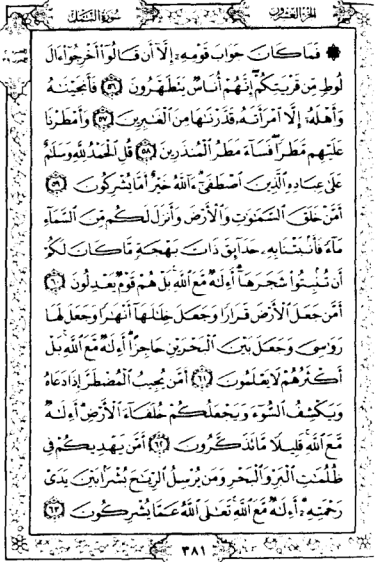 الجزء العشرون سورة النمل
۞ فَمَا كَانَ جَوَابَ قَوْمِهِۦٓ إِلَّآ أَن قَالُوٓا۟ أَخْرِجُوٓا۟ ءَالَ
لُوطٍ مِّن قَرْيَتِكُمْ إِنَّهُمْ أُنَاسٌ يَتَطَهَّرُونَ ٥٦ فَأَنجَيْنَٰهُ
وَأَهْلَهُۥٓ إِلَّا ٱمْرَأَتَهُۥ قَدَّرْنَٰهَا مِنَ ٱلْغَٰبِرِينَ ٥٧ وَأَمْطَرْنَا
عَلَيْهِم مَّطَرًا فَسَآءَ مَطَرُ ٱلْمُنذَرِينَ ٥٨ قُلِ ٱلْحَمْدُ لِلَّهِ وَسَلَٰمٌ
عَلَىٰ عِبَادِهِ ٱلَّذِينَ ٱصْطَفَىٰٓ ءَآللَّهُ خَيْرٌ أَمَّا يُشْرِكُونَ ٥٩
أَمَّنْ خَلَقَ ٱلسَّمَٰوَٰتِ وَٱلْأَرْضَ وَأَنزَلَ لَكُم مِّنَ ٱلسَّمَآءِ
مَآءً فَأَنۢبَتْنَا بِهِۦ حَدَآئِقَ ذَاتَ بَهْجَةٍ مَّا كَانَ لَكُمْ
أَن تُنۢبِتُوا۟ شَجَرَهَآ أَءِلَٰهٌ مَّعَ ٱللَّهِ بَلْ هُمْ قَوْمٌ يَعْدِلُونَ ٦٠
أَمَّن جَعَلَ ٱلْأَرْضَ قَرَارًا وَجَعَلَ خِلَٰلَهَآ أَنْهَٰرًا وَجَعَلَ لَهَا
رَوَٰسِىَ وَجَعَلَ بَيْنَ ٱلْبَحْرَيْنِ حَاجِزًا أَءِلَٰهٌ مَّعَ ٱللَّهِ بَلْ
أَكْثَرُهُمْ لَا يَعْلَمُونَ ٦١ أَمَّن يُجِيبُ ٱلْمُضْطَرَّ إِذَا دَعَاهُ
وَيَكْشِفُ ٱلسُّوٓءَ وَيَجْعَلُكُمْ خُلَفَآءَ ٱلْأَرْضِ أَءِلَٰهٌ
مَّعَ ٱللَّهِ قَلِيلًا مَّا تَذَكَّرُونَ ٦٢ أَمَّن يَهْدِيكُمْ فِى
ظُلُمَٰتِ ٱلْبَرِّ وَٱلْبَحْرِ وَمَن يُرْسِلُ ٱلرِّيَٰحَ بُشْرًۢا بَيْنَ يَدَىْ
رَحْمَتِهِۦٓ أَءِلَٰهٌ مَّعَ ٱللَّهِ تَعَٰلَى ٱللَّهُ عَمَّا يُشْرِكُونَ ٦٣
٣٨١